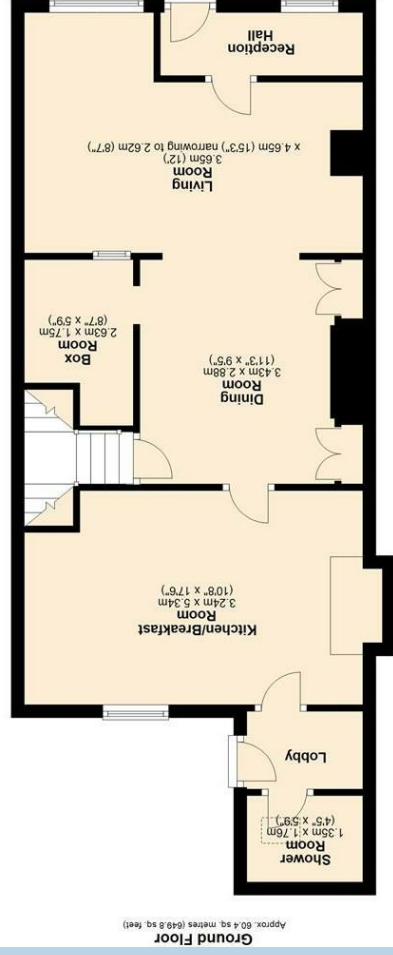 Ground Floor
Approx. 60.4 sq. metres (649.8 sq. feet)
Shower
Room
1.35m x 1.76m
(4'5" x 5'9")
Lobby
Kitchen/Breakfast
Room
3.24m x 5.34m
(10'8" x 17'6")
Dining
Room
3.43m x 2.88m
(11'3" x 9'5")
Box
Room
2.63m x 1.75m
(8'7" x 5'9")
Living
Room
3.65m (12')
x 4.65m (15'3") narrowing to 2.62m (8'7")
Reception
Hall